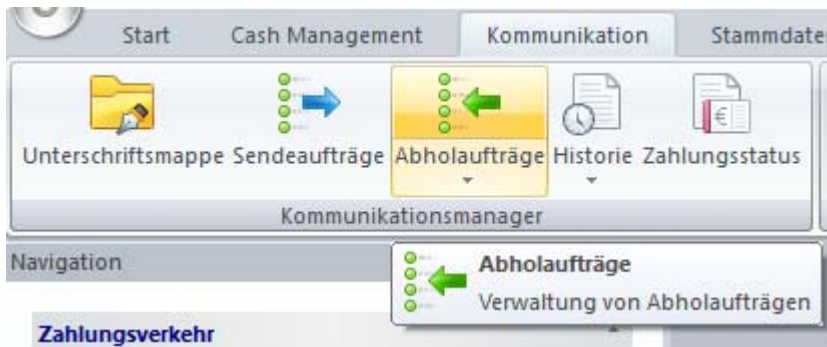 Start Cash Management Kommunikation Stammdate
Unterschriftsmappe Sendeaufträge Abholaufträge Historie Zahlungsstatus
Kommunikationsmanager
Navigation
Abholaufträge
Verwaltung von Abholaufträgen
Zahlungsverkehr